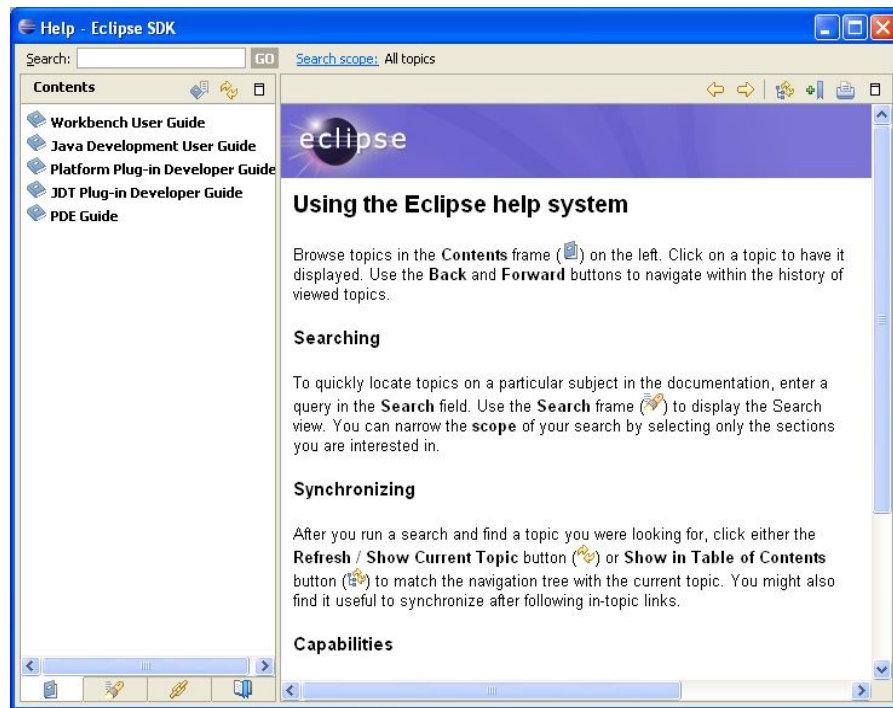 Help - Eclipse SDK
Search:
GO
Search scope: All topics
Contents
Workbench User Guide
Java Development User Guide
Platform Plug-in Developer Guide
JDT Plug-in Developer Guide
PDE Guide
eclipse
Using the Eclipse help system
Browse topics in the Contents frame ( ) on the left. Click on a topic to have it
displayed. Use the Back and Forward buttons to navigate within the history of
viewed topics.
Searching
To quickly locate topics on a particular subject in the documentation, enter a
query in the Search field. Use the Search frame ( ) to display the Search
view. You can narrow the scope of your search by selecting only the sections
you are interested in.
Synchronizing
After you run a search and find a topic you were looking for, click either the
Refresh / Show Current Topic button ( ) or Show in Table of Contents
button ( ) to match the navigation tree with the current topic. You might also
find it useful to synchronize after following in-topic links.
Capabilities